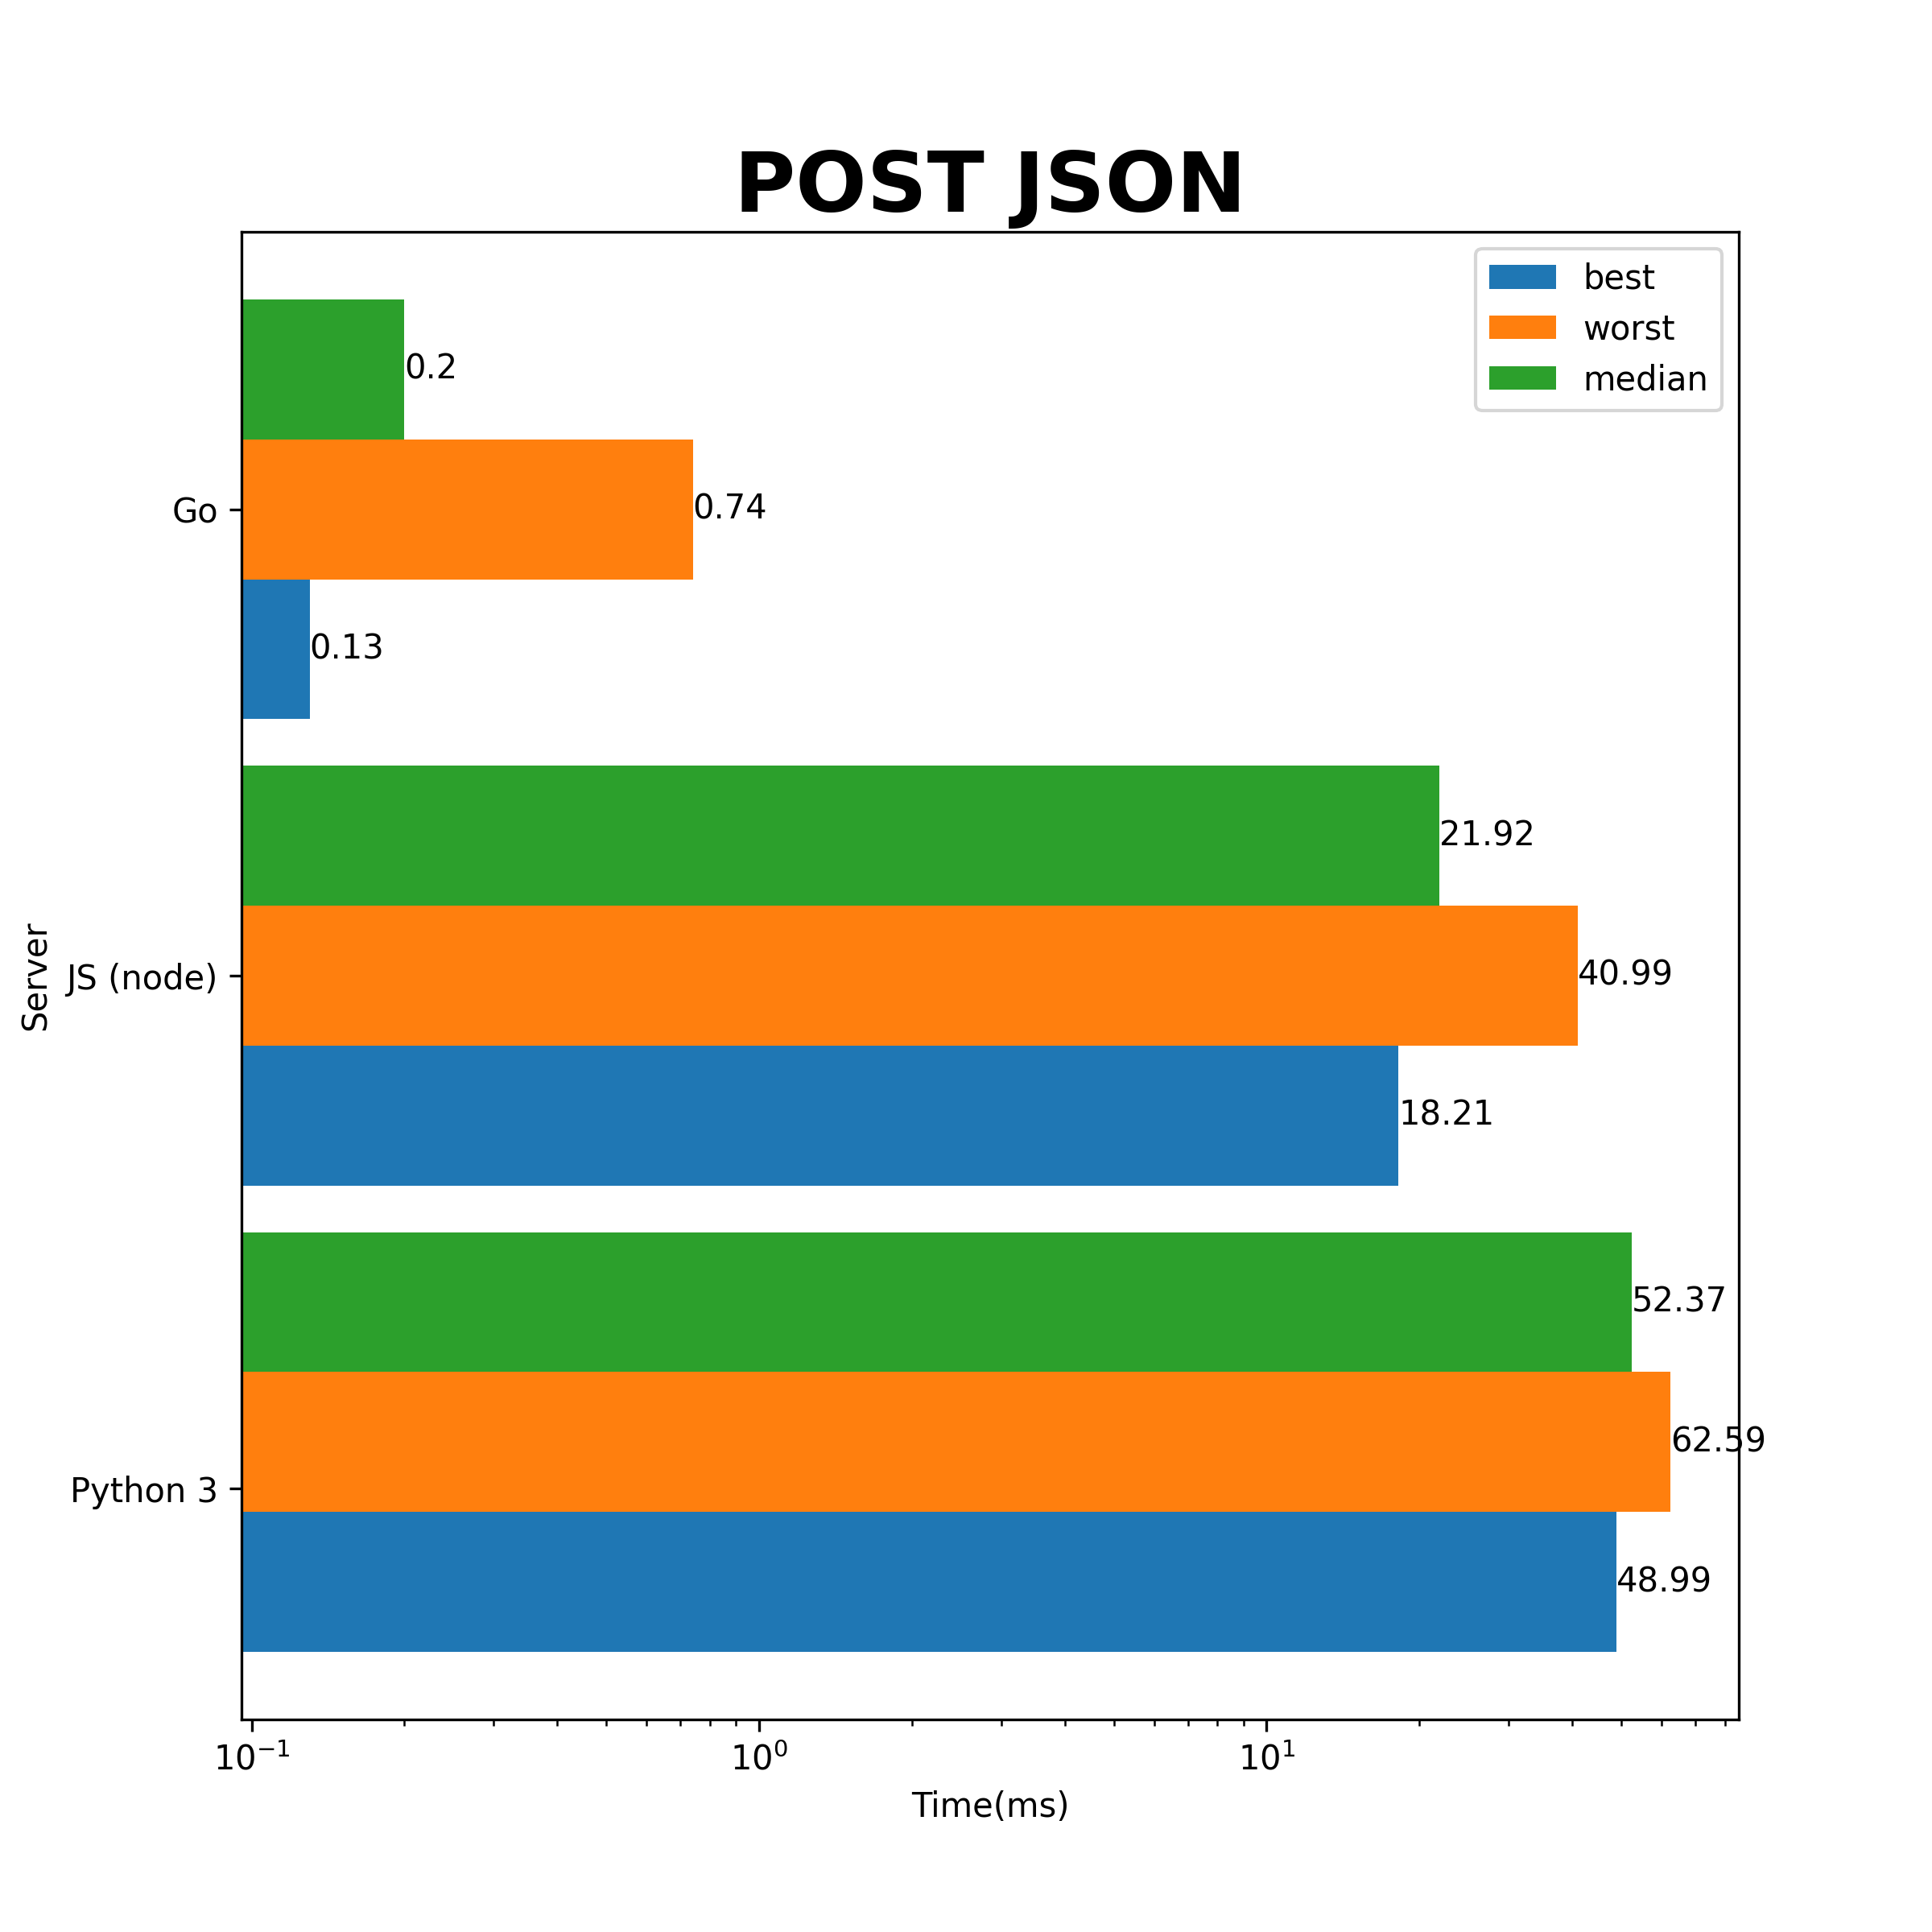 POST JSON
best
worst
median
0.2
Go
0.74
0.13
21.92
Server
JS (node)
40.99
18.21
52.37
Python 3
62.59
48.99
10⁻¹ 10⁰ 10¹
Time(ms)